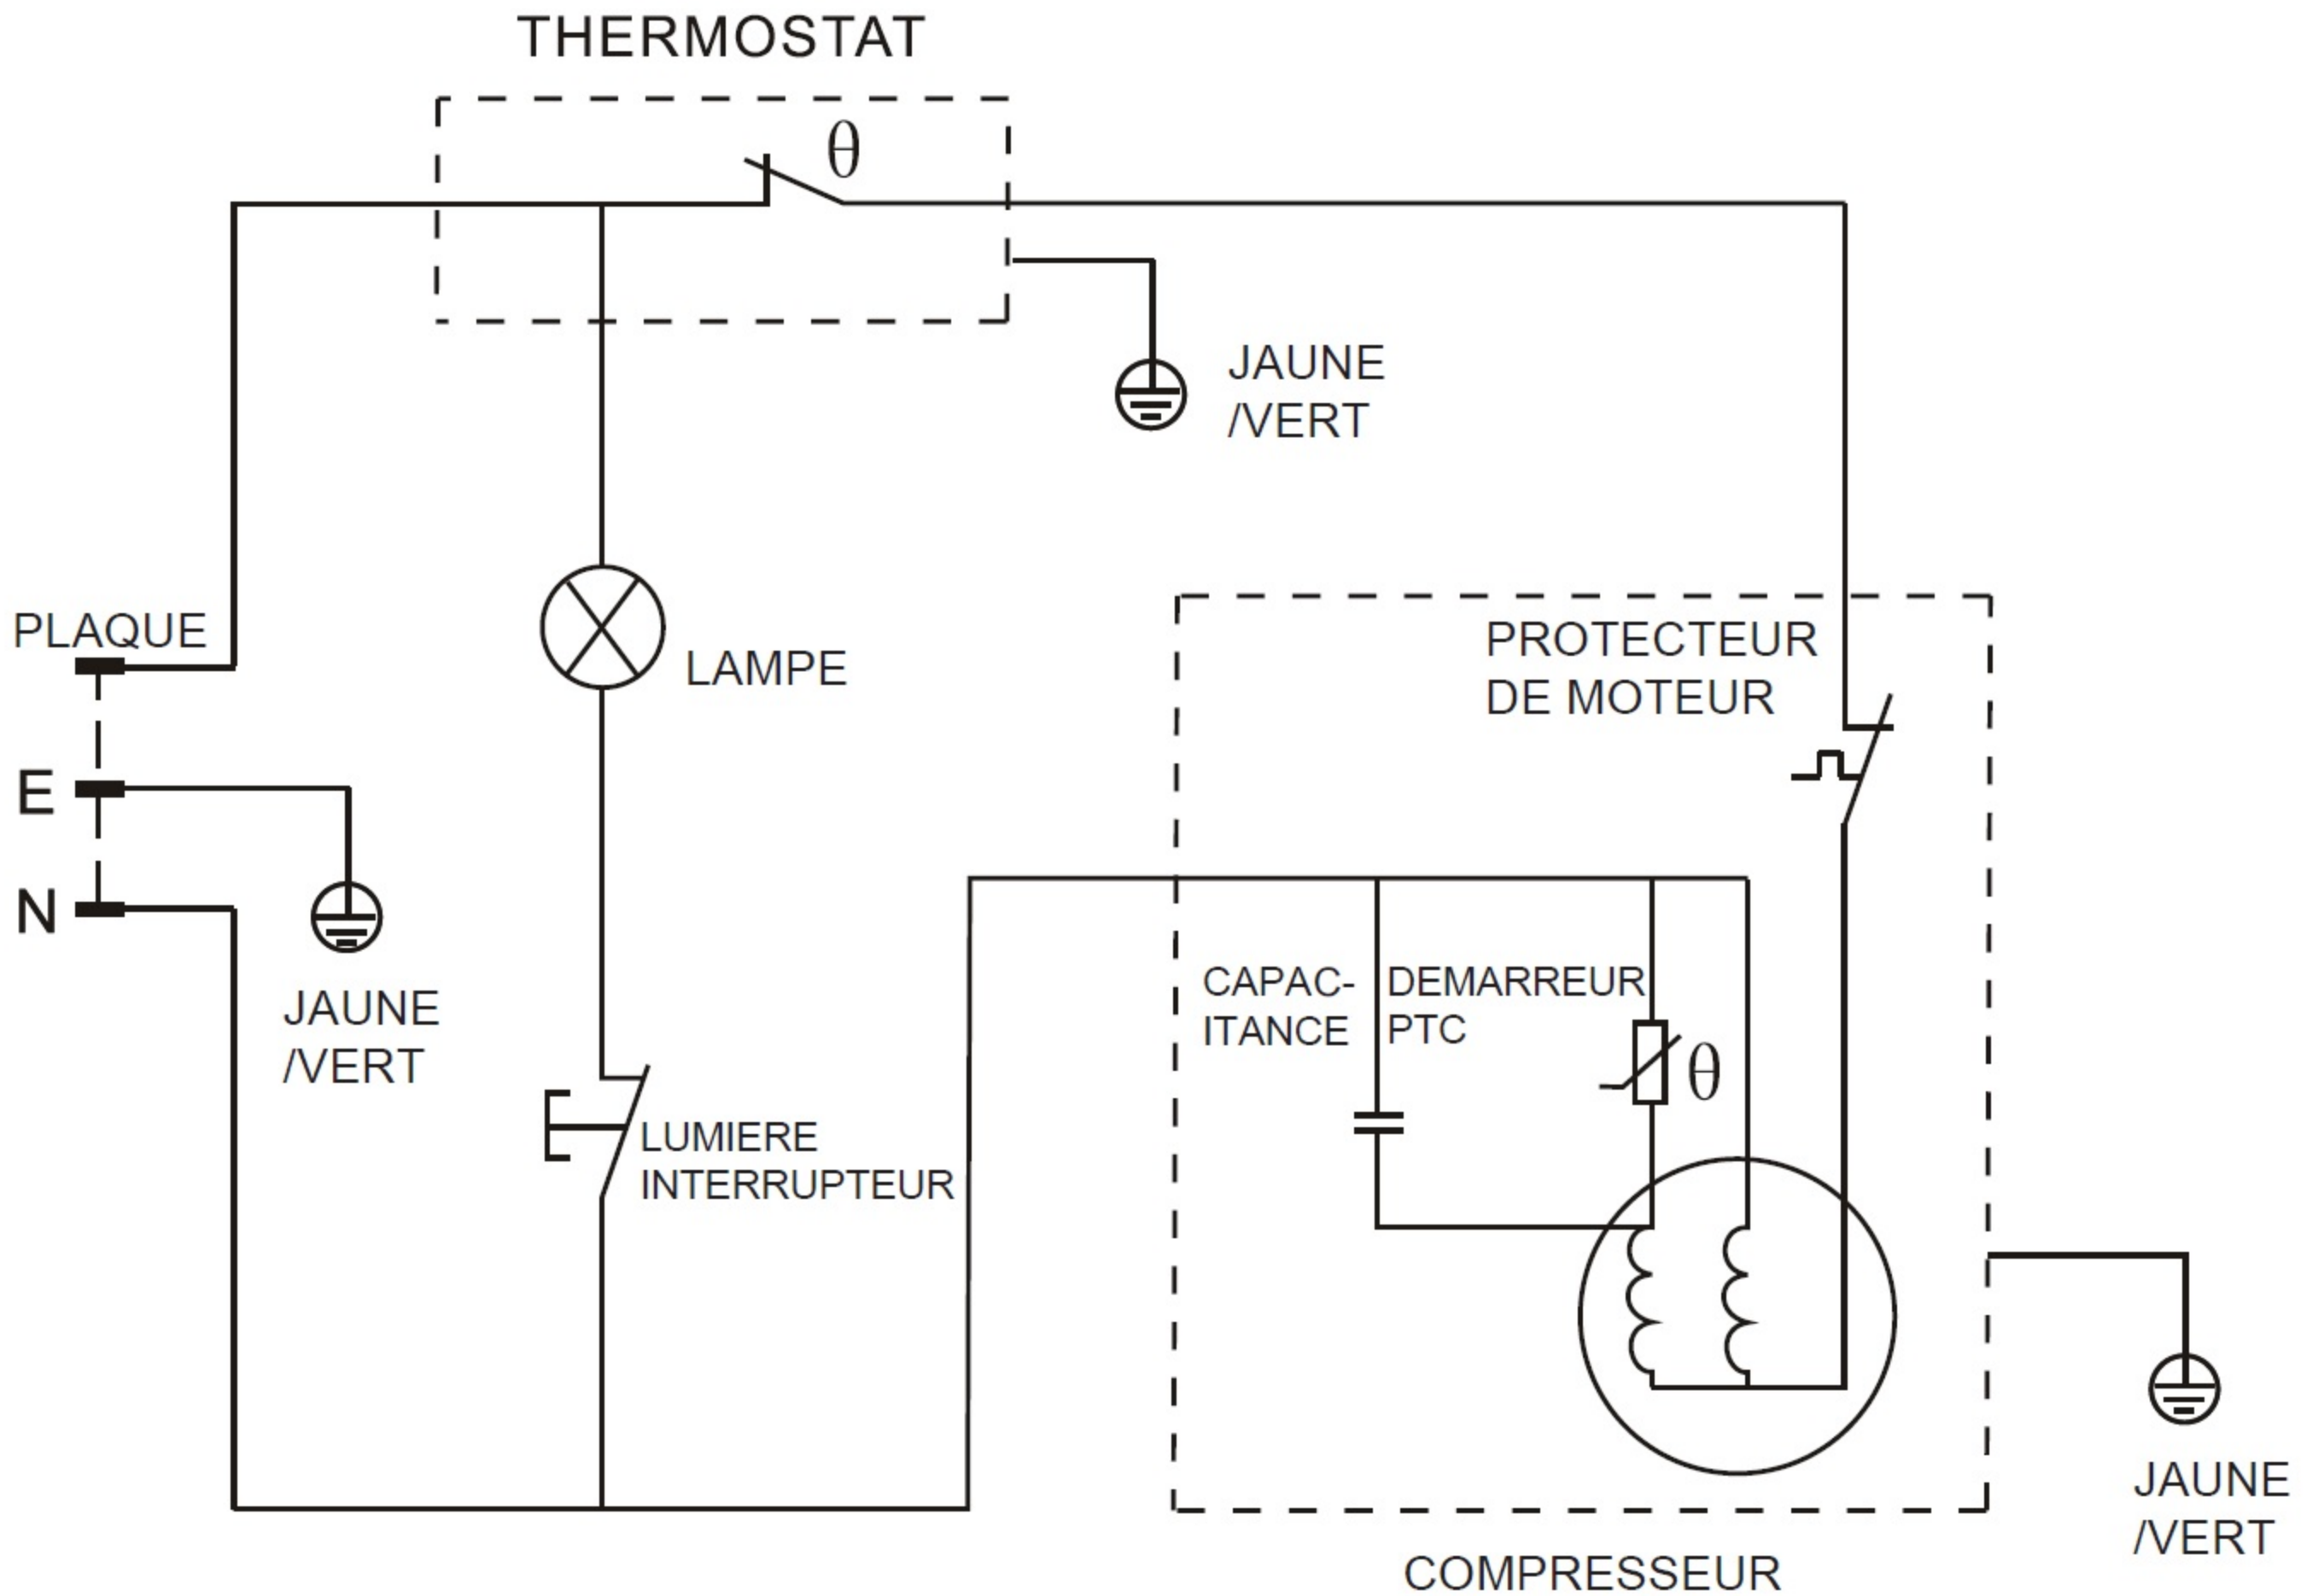 THERMOSTAT
θ
JAUNE
/VERT
PLAQUE
LAMPE
PROTECTEUR
DE MOTEUR
E
N
JAUNE
/VERT
CAPAC-
ITANCE
DEMARREUR
PTC
θ
LUMIERE
INTERRUPTEUR
JAUNE
/VERT
COMPRESSEUR